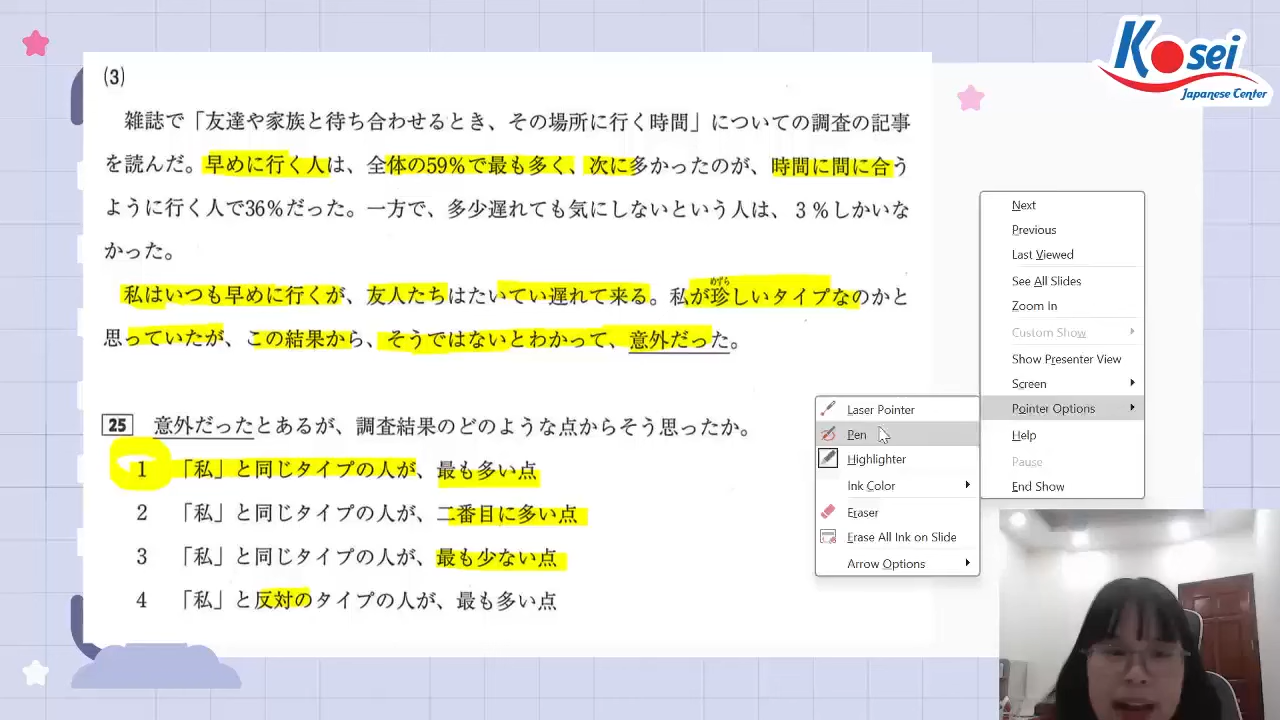 Kosei
Japanese Center
(3)
雑誌で「友達や家族と待ち合わせるとき、その場所に行く時間」についての調査の記事
を読んだ。早めに行く人は、全体の59%で最も多く、次に多かったのが、時間に間に合う
ように行く人で36%だった。一方で、多少遅れても気にしないという人は、3%しかいな
かった。
めずら
私はいつも早めに行くが、友人たちはたいてい遅れて来る。私が珍しいタイプなのかと
思っていたが、この結果から、そうではないとわかって、意外だった。
25 意外だったとあるが、調査結果のどのような点からそう思ったか。
1 「私」と同じタイプの人が、最も多い点
2 「私」と同じタイプの人が、二番目に多い点
3 「私」と同じタイプの人が、最も少ない点
4 「私」と反対のタイプの人が、最も多い点
Next
Previous
Last Viewed
See All Slides
Zoom In
Custom Show
Show Presenter View
Screen
Pointer Options
Help
Pause
End Show
Laser Pointer
Pen
Highlighter
Ink Color
Eraser
Erase All Ink on Slide
Arrow Options